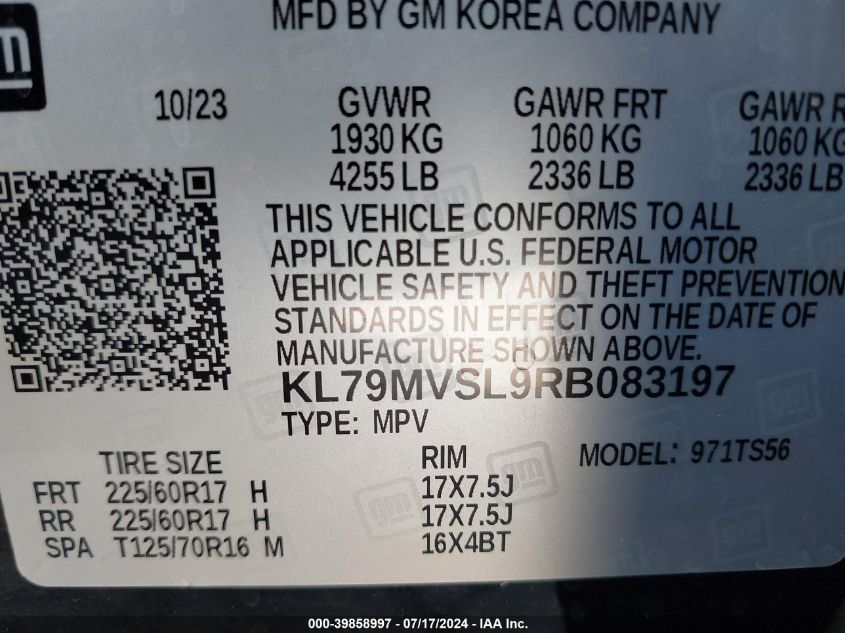 MFD BY GM KOREA COMPANY
gm
10/23 GVWR GAWR FRT GAWR R
1930 KG 1060 KG 1060 KG
4255 LB 2336 LB 2336 LB
THIS VEHICLE CONFORMS TO ALL
APPLICABLE U.S. FEDERAL MOTOR
VEHICLE SAFETY AND THEFT PREVENTION
STANDARDS IN EFFECT ON THE DATE OF
MANUFACTURE SHOWN ABOVE.
KL79MVSL9RB083197
TYPE: MPV
TIRE SIZE RIM MODEL: 971TS56
FRT 225/60R17 H 17X7.5J
RR 225/60R17 H 17X7.5J
SPA T125/70R16 M 16X4BT
000-39858997 - 07/17/2024 - IAA Inc.